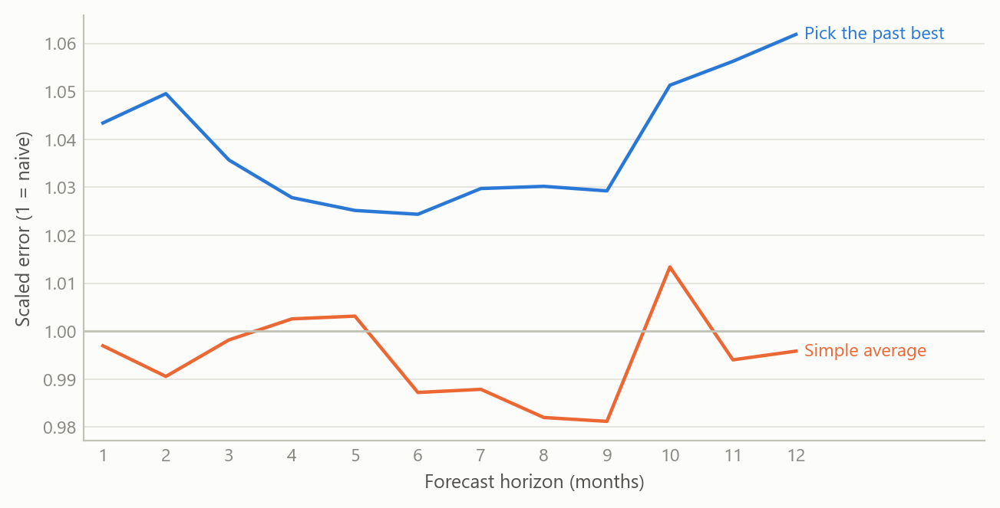 Scaled error (1 = naive)
1.06
1.05
1.04
1.03
1.02
1.01
1.00
0.99
0.98
Pick the past best
Simple average
1 2 3 4 5 6 7 8 9 10 11 12
Forecast horizon (months)